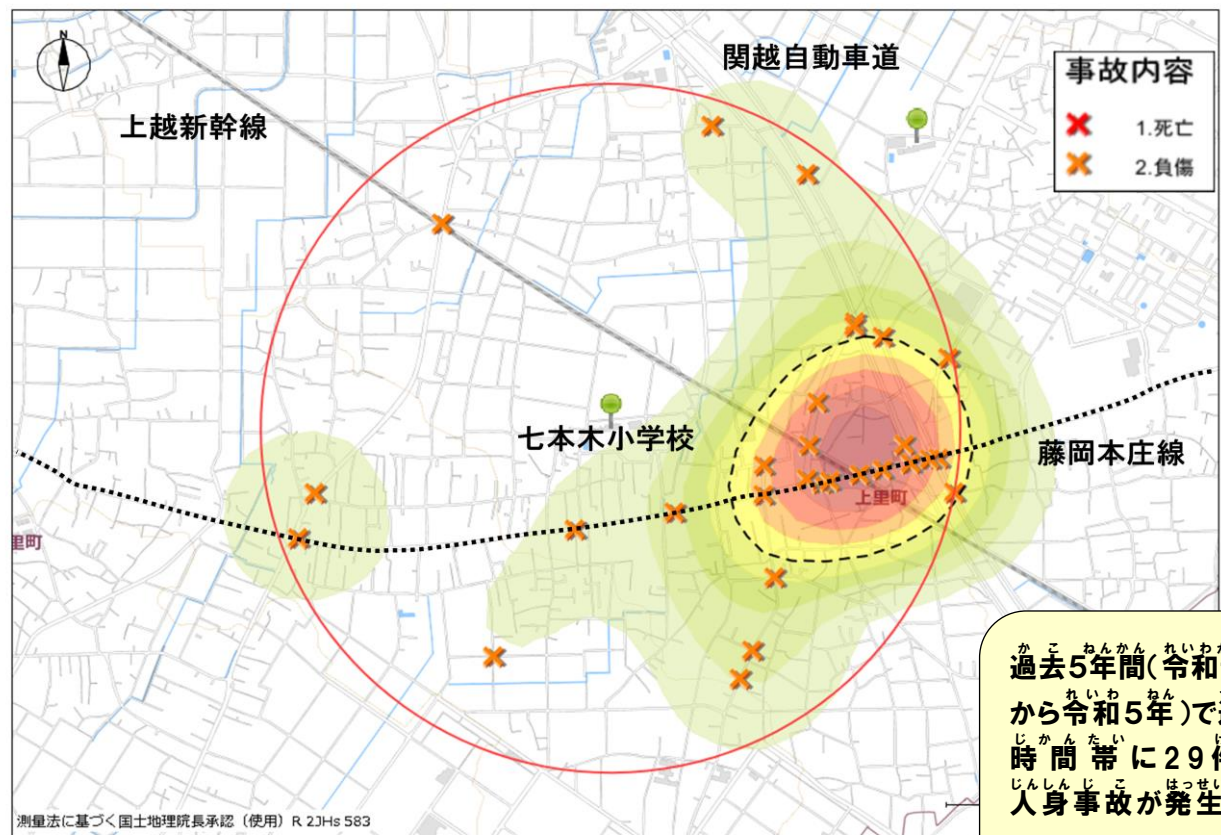 関越自動車道
上越新幹線
事故内容
1.死亡
2.負傷
七本木小学校
藤岡本庄線
上里町
里町
過去5年間(令和
から令和5年)で
時間帯に29件
人身事故が発生
測量法に基づく国土地理院長承認(使用)R 2JHs 583